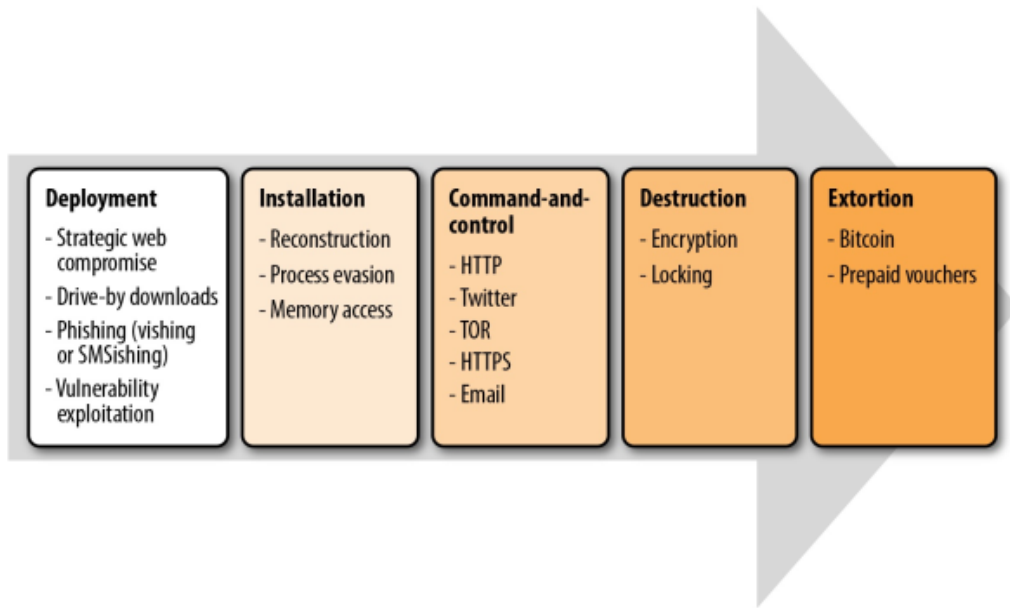 Deployment
- Strategic web
compromise
- Drive-by downloads
- Phishing (vishing
or SMSishing)
- Vulnerability
exploitation
Installation
- Reconstruction
- Process evasion
- Memory access
Command-and-
control
- HTTP
- Twitter
- TOR
- HTTPS
- Email
Destruction
- Encryption
- Locking
Extortion
- Bitcoin
- Prepaid vouchers